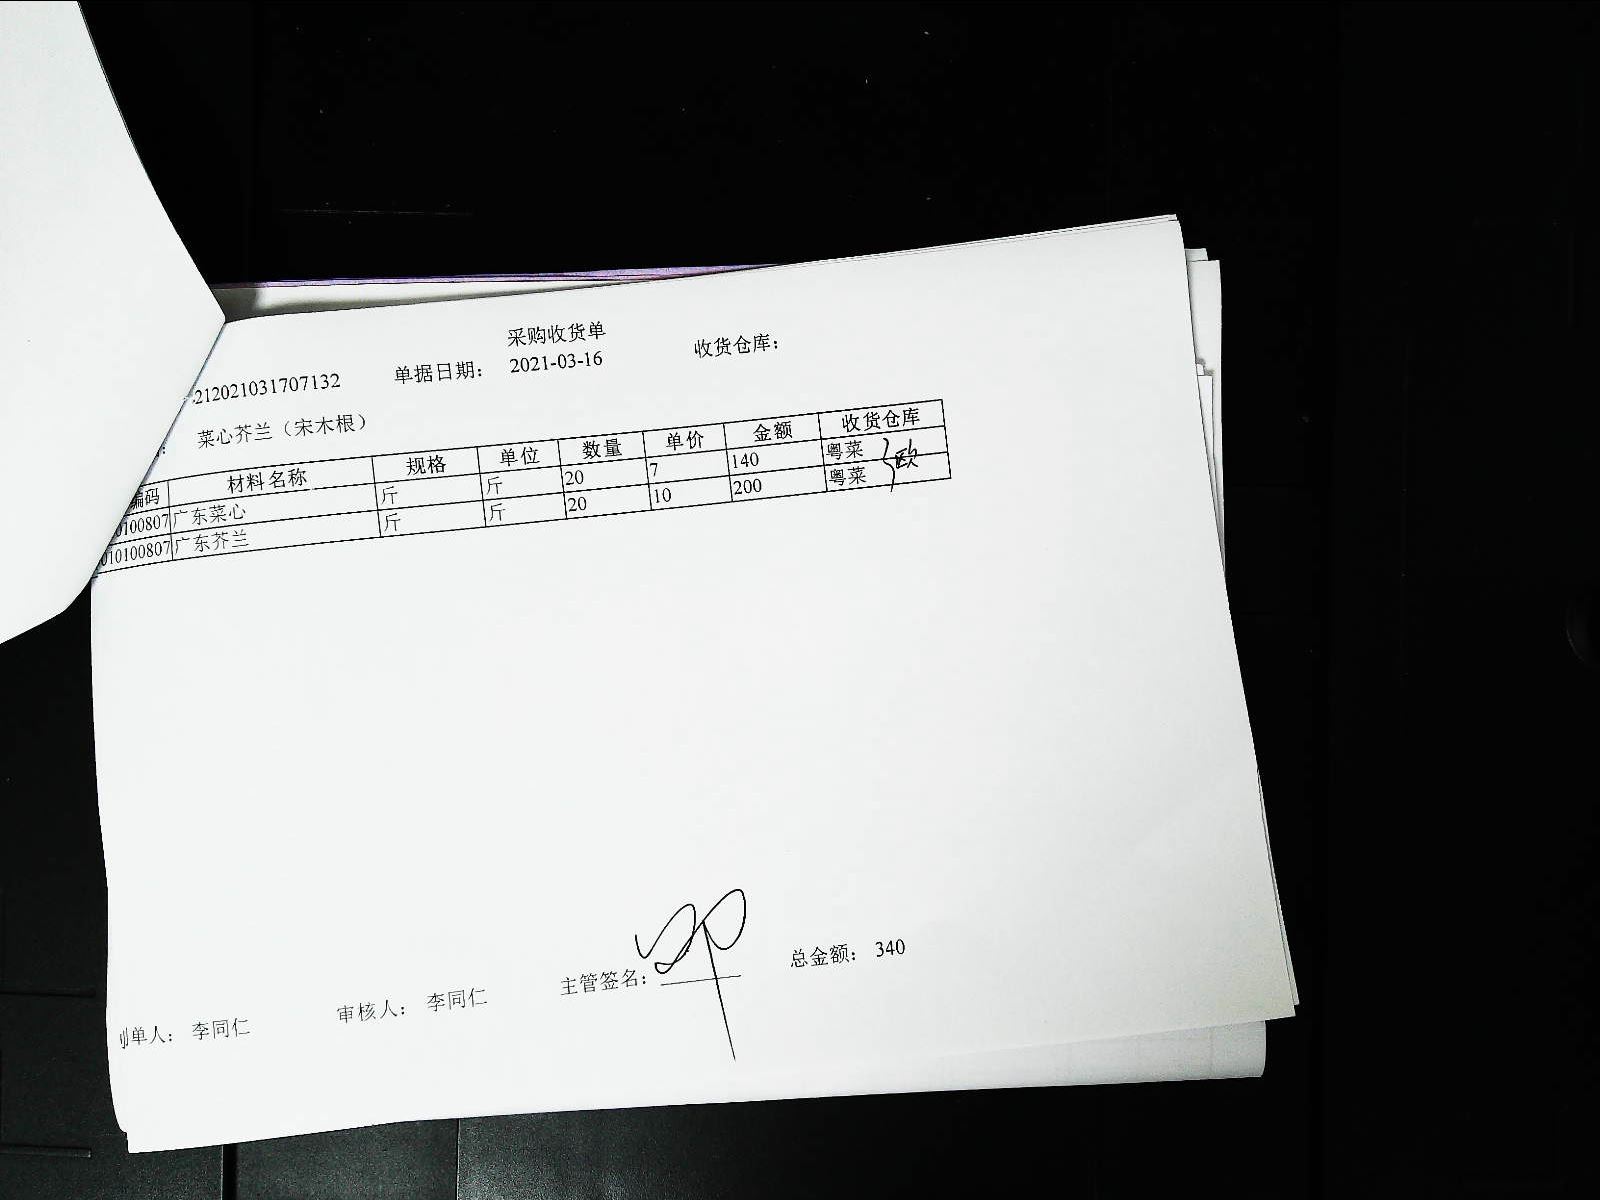 采购收货单
212021031707132 单据日期： 2021-03-16 收货仓库：
菜心芥兰（宋木根）
编码 材料名称 规格 单位 数量 单价 金额 收货仓库
0100807 广东菜心 斤 斤 20 7 140 粤菜
010100807 广东芥兰 斤 斤 20 10 200 粤菜
欧
单人： 李同仁 审核人： 李同仁 主管签名： 总金额： 340